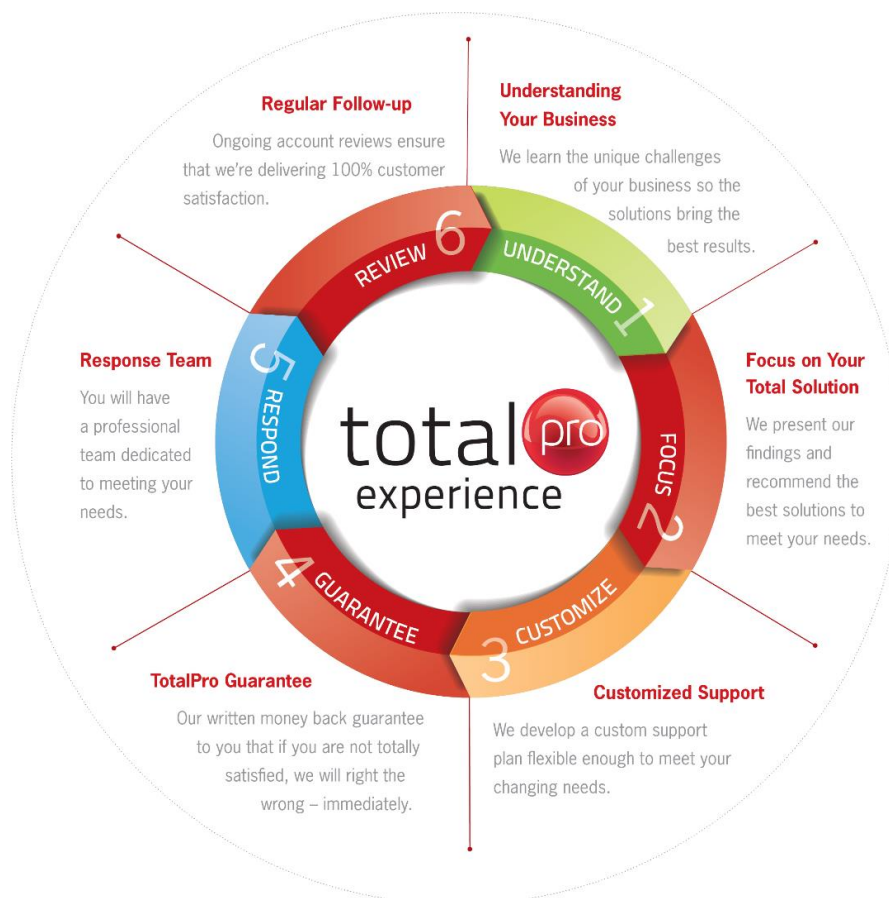 Understanding
Your Business
We learn the unique challenges
of your business so the
solutions bring the
best results.
UNDERSTAND 1
Focus on Your
Total Solution
We present our
findings and
recommend the
best solutions to
meet your needs.
FOCUS 2
Customized Support
We develop a custom support
plan flexible enough to meet your
changing needs.
3 CUSTOMIZE
TotalPro Guarantee
Our written money back guarantee
to you that if you are not totally
satisfied, we will right the
wrong – immediately.
4 GUARANTEE
Response Team
You will have
a professional
team dedicated
to meeting your
needs.
5 RESPOND
Regular Follow-up
Ongoing account reviews ensure
that we're delivering 100% customer
satisfaction.
REVIEW 6
total pro
experience